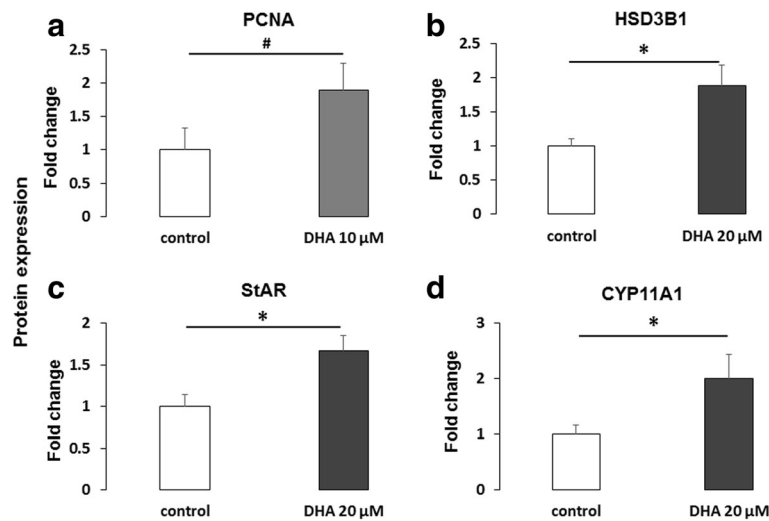 Protein expression
a
PCNA
#
Fold change
2.5
2
1.5
1
0.5
0
control
DHA 10 μM
b
HSD3B1
*
Fold change
2.5
2
1.5
1
0.5
0
control
DHA 20 μM
c
StAR
*
Fold change
2
1.5
1
0.5
0
control
DHA 20 μM
d
CYP11A1
*
Fold change
3
2
1
0
control
DHA 20 μM